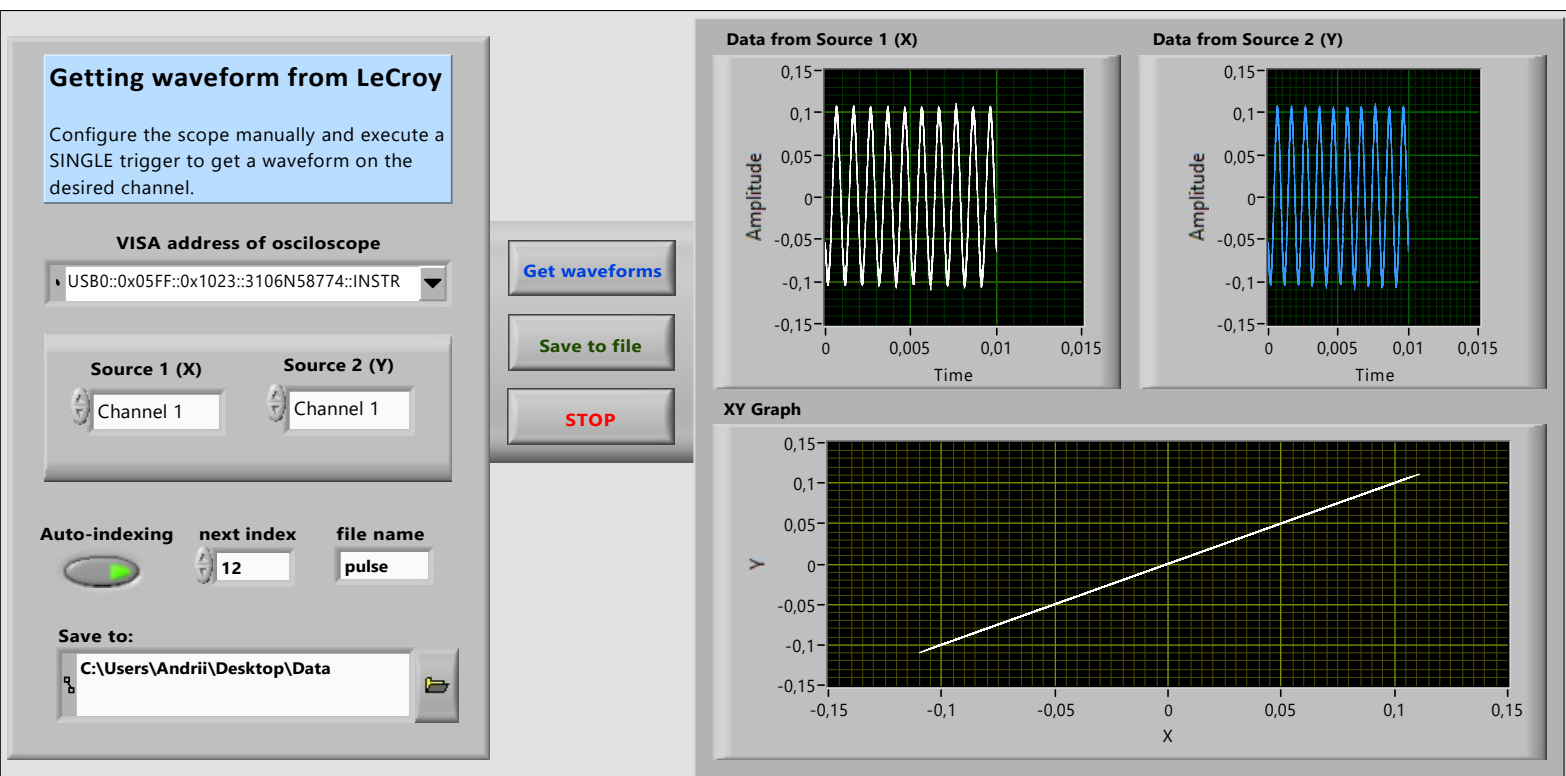 Getting waveform from LeCroy
Configure the scope manually and execute a
SINGLE trigger to get a waveform on the
desired channel.
VISA address of osciloscope
USB0::0x05FF::0x1023::3106N58774::INSTR
Source 1 (X)
Source 2 (Y)
Channel 1
Channel 1
Auto-indexing
next index
file name
12
pulse
Save to:
C:\Users\Andrii\Desktop\Data
Get waveforms
Save to file
STOP
Data from Source 1 (X)
Amplitude
0,15
0,1
0,05
0
-0,05
-0,1
-0,15
0
0,005
0,01
0,015
Time
Data from Source 2 (Y)
Amplitude
0,15
0,1
0,05
0
-0,05
-0,1
-0,15
0
0,005
0,01
0,015
Time
XY Graph
Y
0,15
0,1
0,05
0
-0,05
-0,1
-0,15
-0,15
-0,1
-0,05
0
0,05
0,1
0,15
X